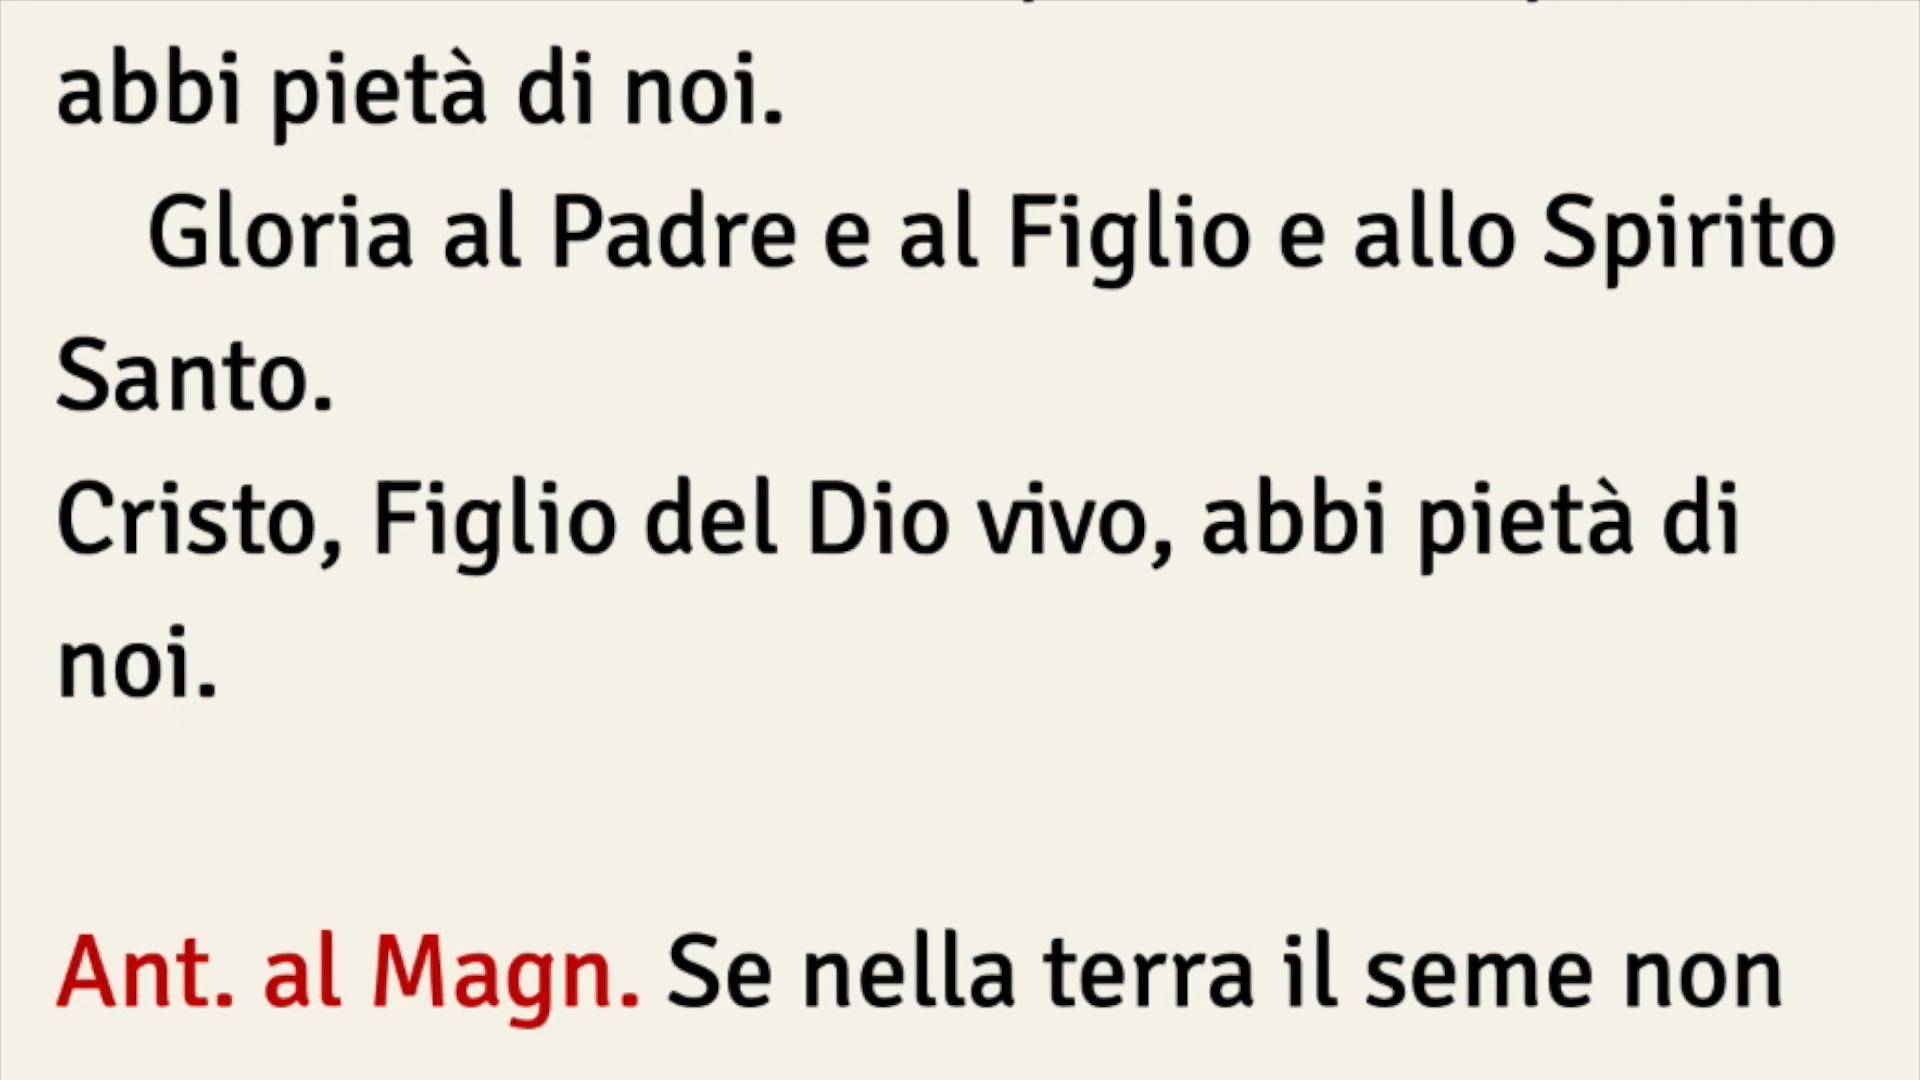 abbi pietà di noi.
Gloria al Padre e al Figlio e allo Spirito
Santo.
Cristo, Figlio del Dio vivo, abbi pietà di
noi.
Ant. al Magn. Se nella terra il seme non